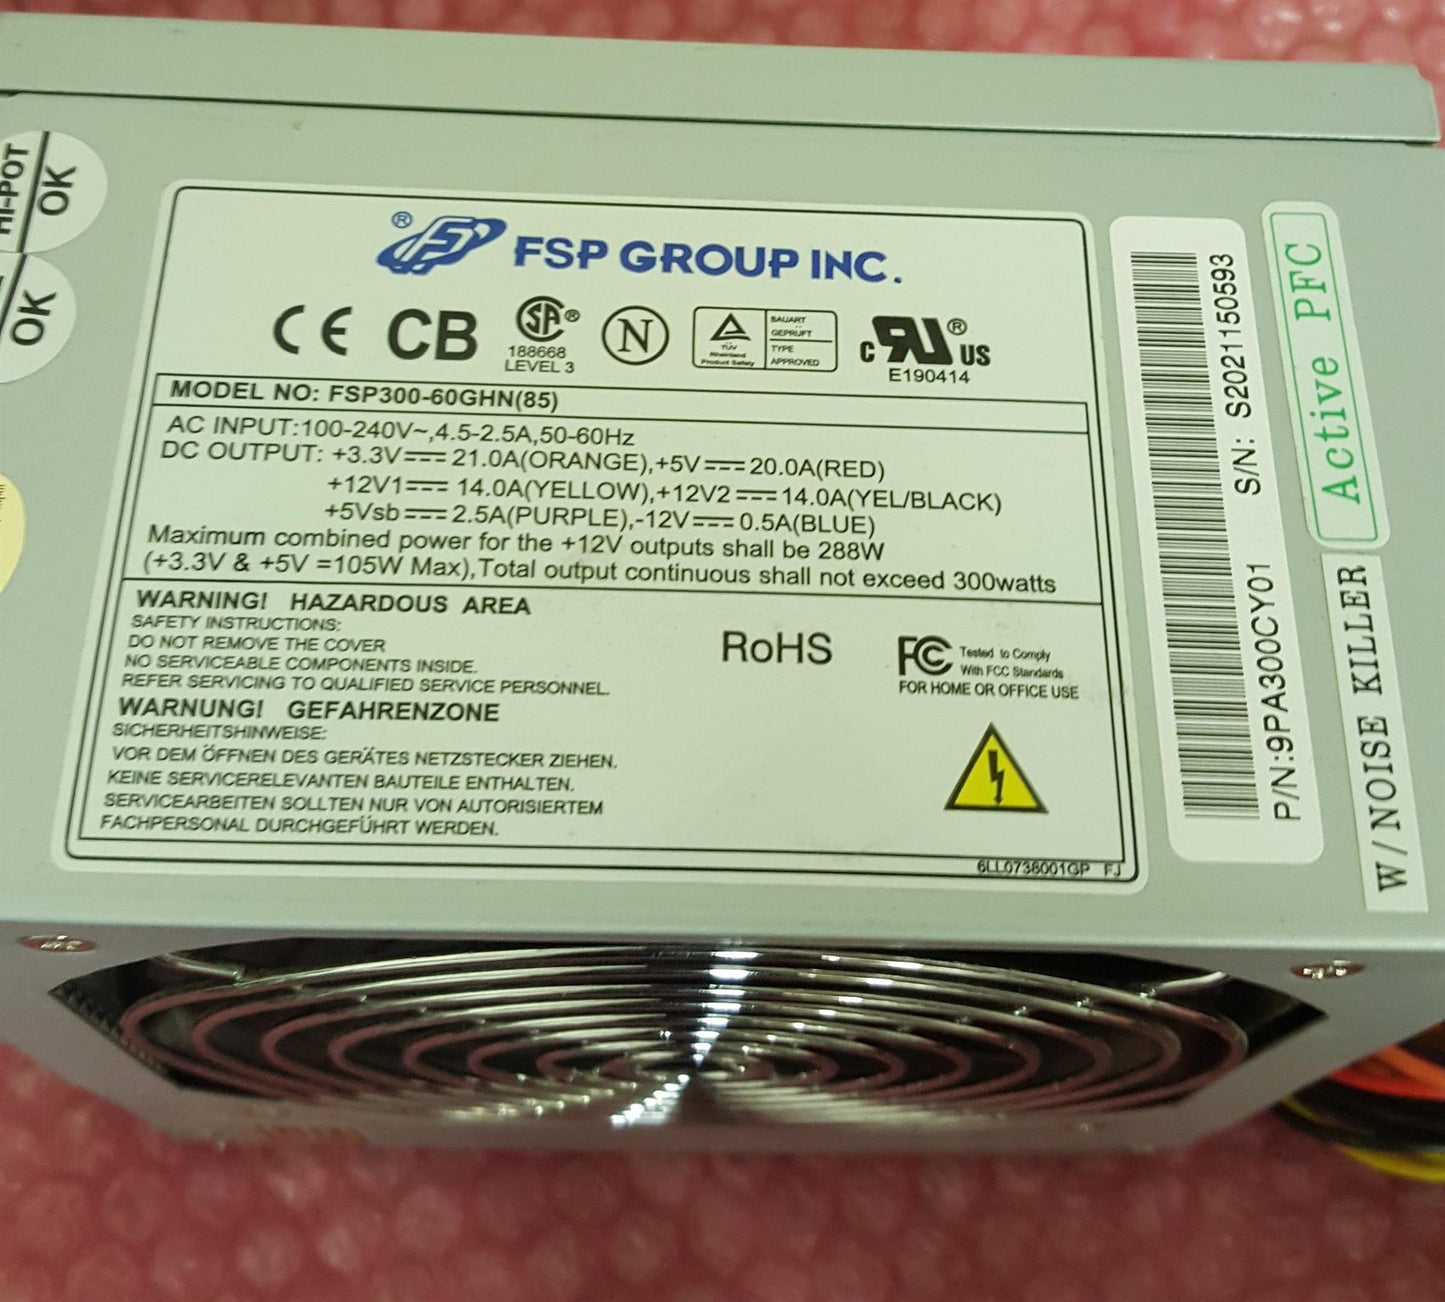 HI-POT
OK
OK
® FSP GROUP INC.
CE CB SA® N
188668
LEVEL 3
TÜV
Rheinland
Product Safety
BAUART
GEPRÜFT
TYPE
APPROVED
c RU ® US
E190414
MODEL NO: FSP300-60GHN(85)
AC INPUT:100-240V~,4.5-2.5A,50-60Hz
DC OUTPUT: +3.3V⎓21.0A(ORANGE),+5V⎓20.0A(RED)
+12V1⎓14.0A(YELLOW),+12V2⎓14.0A(YEL/BLACK)
+5Vsb⎓2.5A(PURPLE),-12V⎓0.5A(BLUE)
Maximum combined power for the +12V outputs shall be 288W
(+3.3V & +5V =105W Max),Total output continuous shall not exceed 300watts
WARNING! HAZARDOUS AREA
SAFETY INSTRUCTIONS:
DO NOT REMOVE THE COVER
NO SERVICEABLE COMPONENTS INSIDE.
REFER SERVICING TO QUALIFIED SERVICE PERSONNEL.
WARNUNG! GEFAHRENZONE
SICHERHEITSHINWEISE:
VOR DEM ÖFFNEN DES GERÄTES NETZSTECKER ZIEHEN.
KEINE SERVICERELEVANTEN BAUTEILE ENTHALTEN.
SERVICEARBEITEN SOLLTEN NUR VON AUTORISIERTEM
FACHPERSONAL DURCHGEFÜHRT WERDEN.
RoHS
FC Tested to Comply
With FCC Standards
FOR HOME OR OFFICE USE
6LL0738001GP FJ
S/N: S2021150593
P/N:9PA300CY01
Active PFC
W/NOISE KILLER